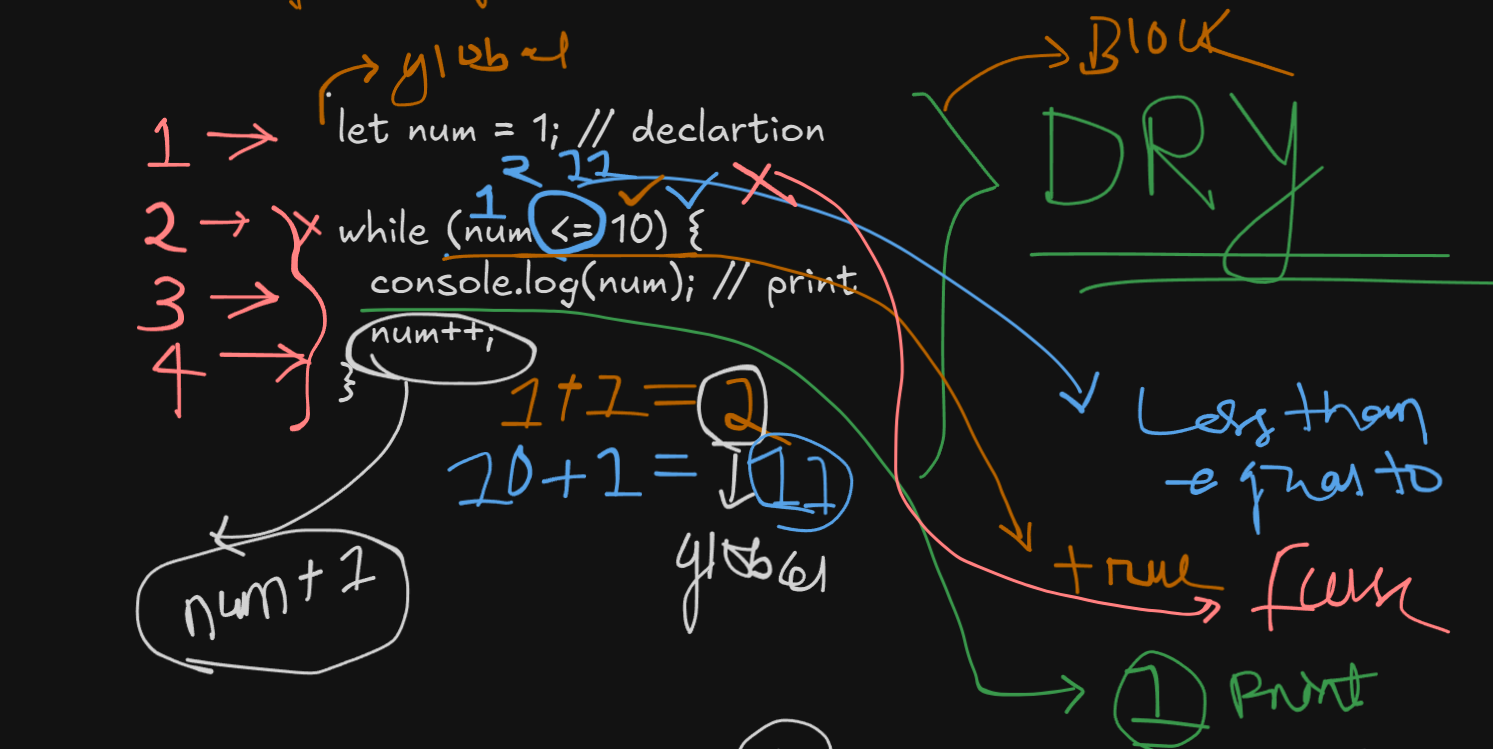 global
Block
1 → let num = 1; // declartion
DRY
2 11
1
2 → while (num <= 10) {
3 → console.log(num); // print
4 → num++;
}
1+1 = 2
Less than
10+1 = 11
equal to
global
true
false
num+1
1 Print